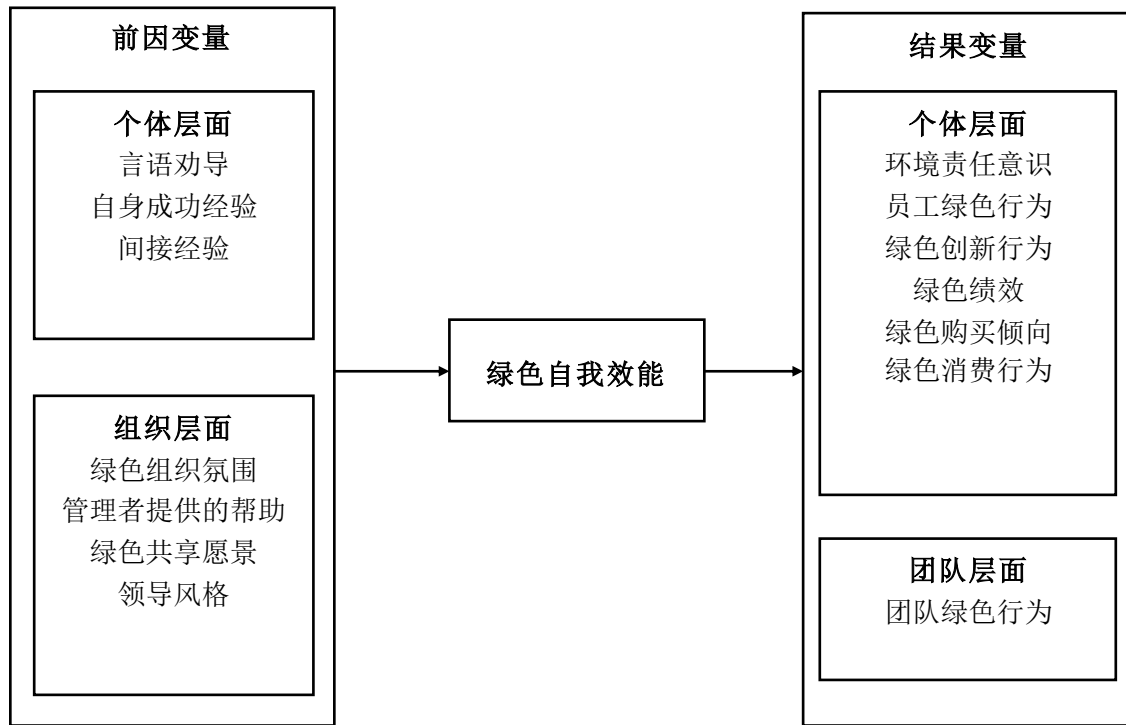 前因变量
个体层面
言语劝导
自身成功经验
间接经验
组织层面
绿色组织氛围
管理者提供的帮助
绿色共享愿景
领导风格
绿色自我效能
结果变量
个体层面
环境责任意识
员工绿色行为
绿色创新行为
绿色绩效
绿色购买倾向
绿色消费行为
团队层面
团队绿色行为